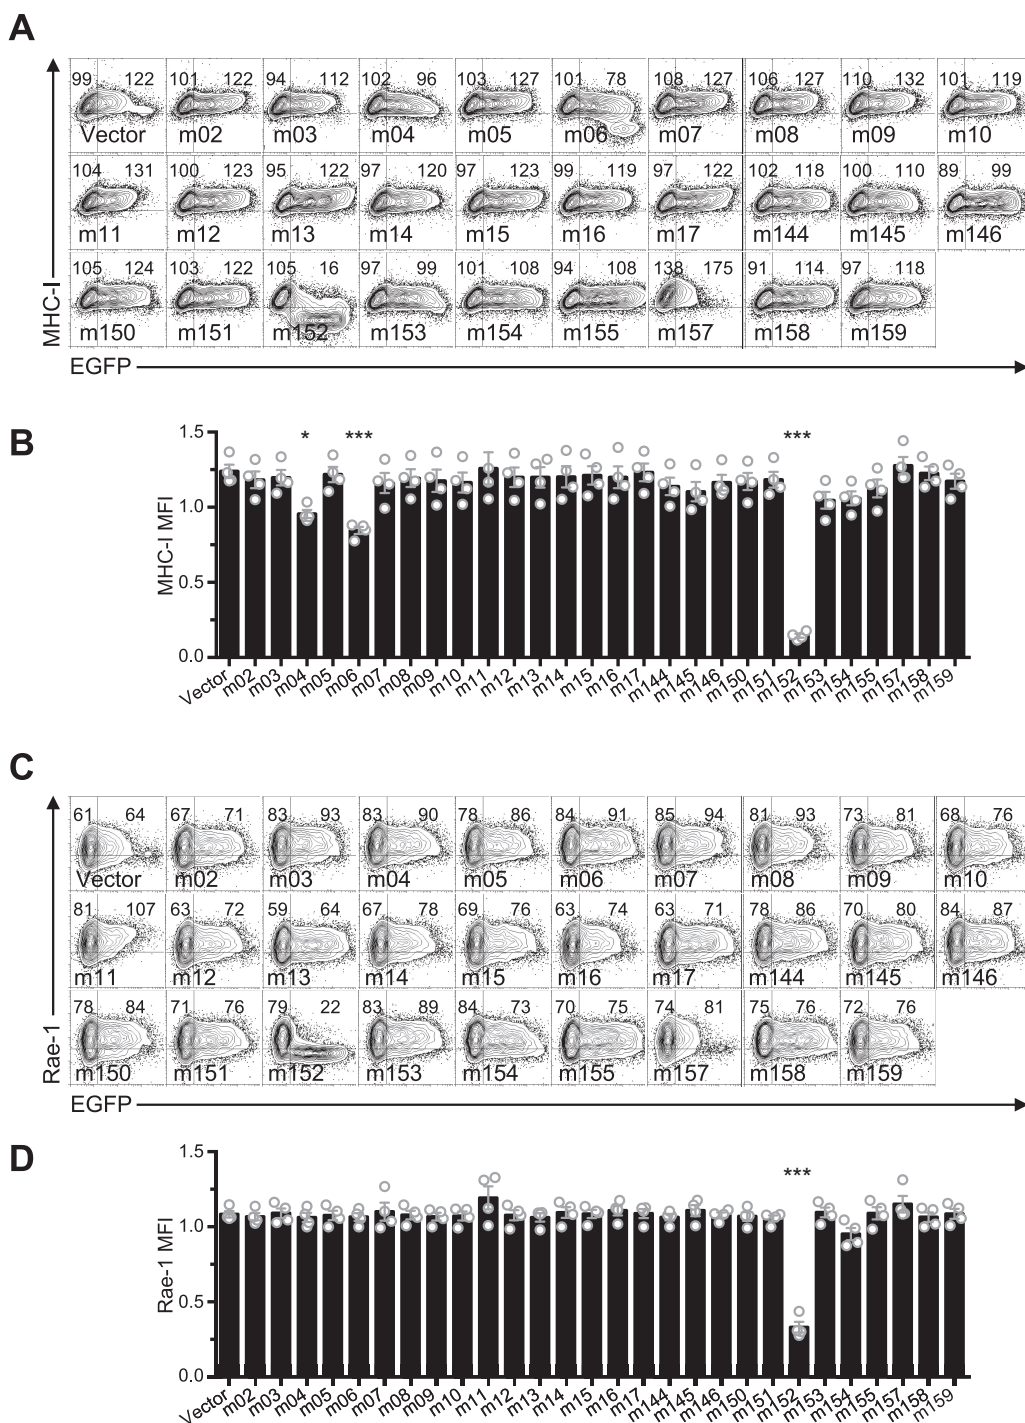 A
MHC-I
99 122 101 122 94 112 102 96 103 127 101 78 108 127 106 127 110 132 101 119
Vector m02 m03 m04 m05 m06 m07 m08 m09 m10
104 131 100 123 95 122 97 120 97 123 99 119 97 122 102 118 100 110 89 99
m11 m12 m13 m14 m15 m16 m17 m144 m145 m146
105 124 103 122 105 16 97 99 101 108 94 108 138 175 91 114 97 118
m150 m151 m152 m153 m154 m155 m157 m158 m159
EGFP
B
MHC-I MFI
1.5
1.0
0.5
0.0
* *** ***
Vector m02 m03 m04 m05 m06 m07 m08 m09 m10 m11 m12 m13 m14 m15 m16 m17 m144 m145 m146 m150 m151 m152 m153 m154 m155 m157 m158 m159
C
Rae-1
61 64 67 71 83 93 83 90 78 86 84 91 85 94 81 93 73 81 68 76
Vector m02 m03 m04 m05 m06 m07 m08 m09 m10
81 107 63 72 59 64 67 78 69 76 63 74 63 71 78 86 70 80 84 87
m11 m12 m13 m14 m15 m16 m17 m144 m145 m146
78 84 71 76 79 22 83 89 84 73 70 75 74 81 75 76 72 76
m150 m151 m152 m153 m154 m155 m157 m158 m159
EGFP
D
Rae-1 MFI
1.5
1.0
0.5
0.0
***
Vector m02 m03 m04 m05 m06 m07 m08 m09 m10 m11 m12 m13 m14 m15 m16 m17 m144 m145 m146 m150 m151 m152 m153 m154 m155 m157 m158 m159